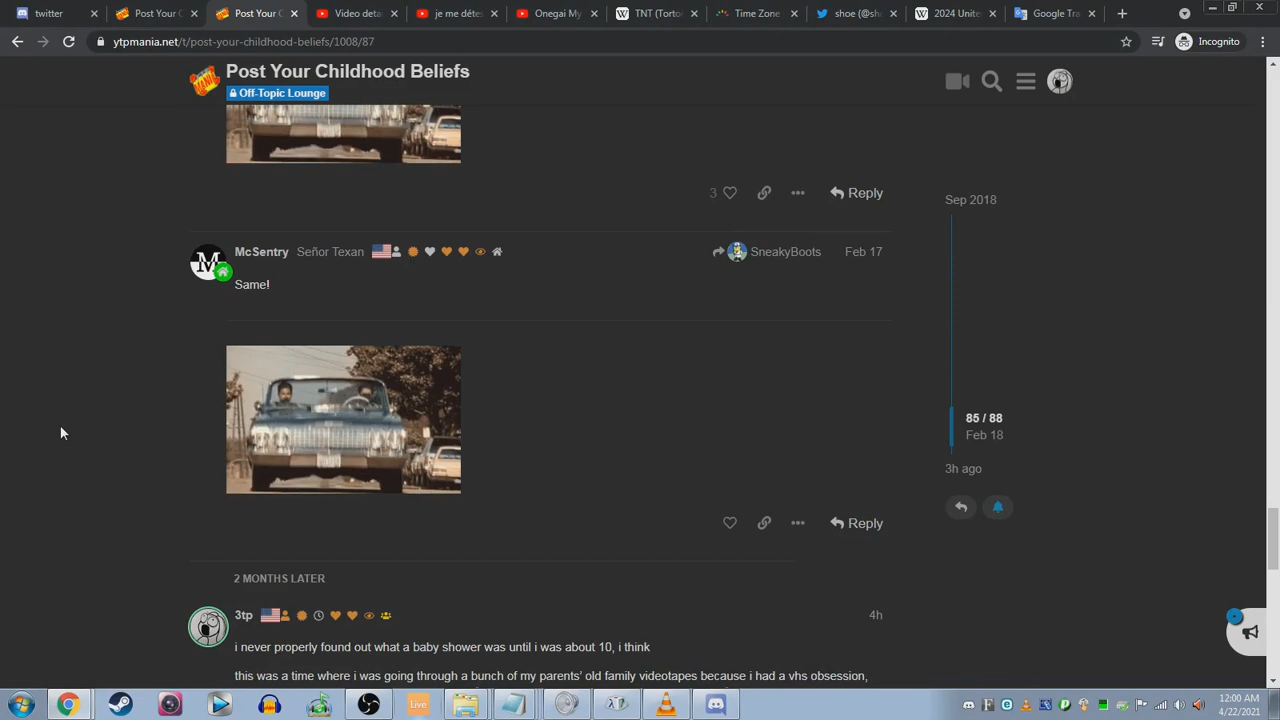 twitter
Post Your C
Post Your C
Video deta
je me détes
Onegai My
TNT (Torto
Time Zone
shoe (@sh
2024 Unite
Google Tra
ytpmania.net/t/post-your-childhood-beliefs/1008/87
Incognito
Post Your Childhood Beliefs
Off-Topic Lounge
3
Reply
Sep 2018
McSentry Señor Texan
SneakyBoots Feb 17
Same!
85 / 88
Feb 18
3h ago
Reply
2 MONTHS LATER
3tp
4h
i never properly found out what a baby shower was until i was about 10, i think
this was a time where i was going through a bunch of my parents' old family videotapes because i had a vhs obsession,
Live
12:00 AM
4/22/2021